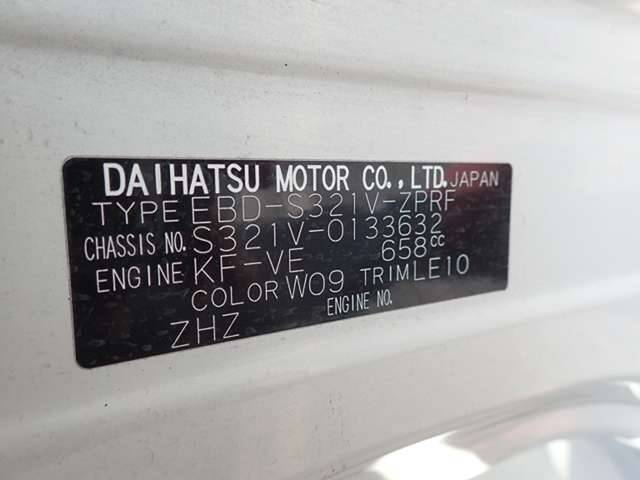 DAIHATSU MOTOR CO.,LTD. JAPAN
TYPE EBD-S321V-ZPRF
CHASSIS NO. S321V-0133632
ENGINE KF-VE 658cc
COLOR W09 TRIM LE10
ENGINE NO.
ZHZ